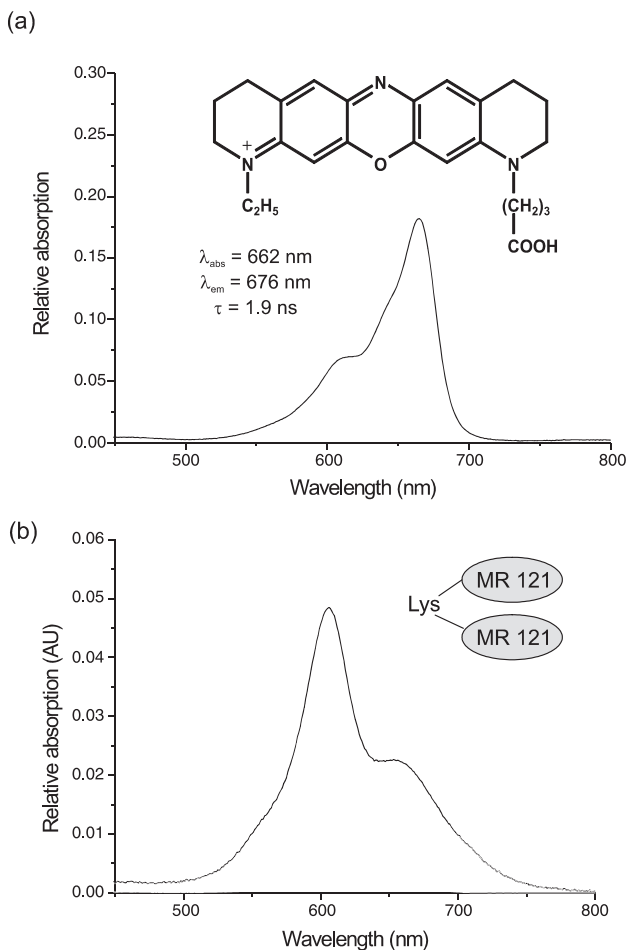 (a)
0.30
0.25
0.20
0.15
0.10
0.05
0.00
Relative absorption
N
+
N
O
N
C₂H₅
(CH₂)₃
COOH
λabs = 662 nm
λem = 676 nm
τ = 1.9 ns
500 600 700 800
Wavelength (nm)
(b)
0.06
0.05
0.04
0.03
0.02
0.01
0.00
Relative absorption (AU)
MR 121
Lys
MR 121
500 600 700 800
Wavelength (nm)